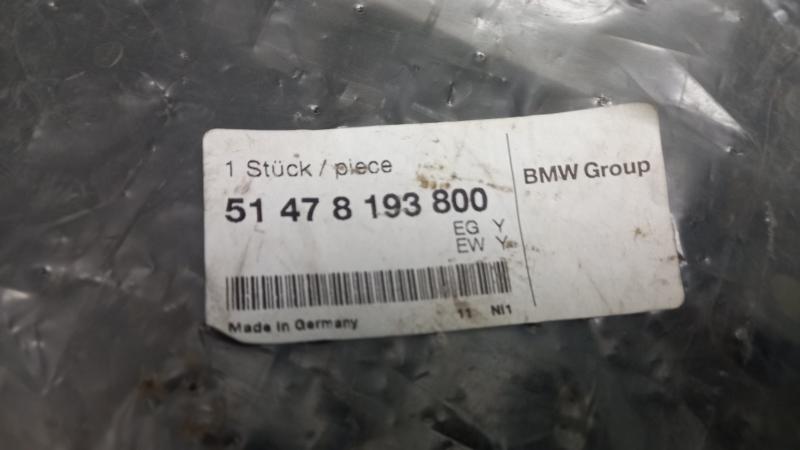 1 Stück / piece
BMW Group
51 47 8 193 800
EG Y
EW Y
Made in Germany
11 NI1